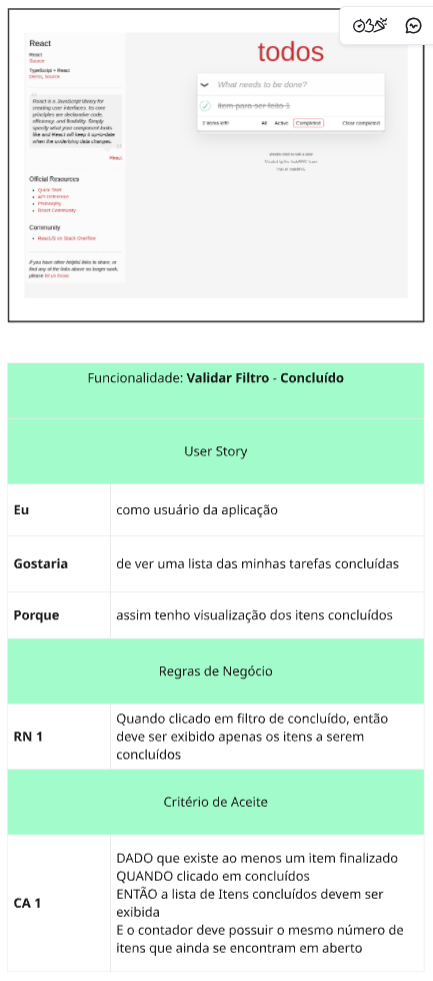 React
React
Source
TypeScript + React
Demo, Source
React is a JavaScript library for
creating user interfaces. Its core
principles are declarative code,
efficiency, and flexibility. Simply
specify what your component looks
like and React will keep it up-to-date
when the underlying data changes.
React
Official Resources
Quick Start
API Reference
Philosophy
React Community
Community
ReactJS on Stack Overflow
If you have other helpful links to share, or
find any of the links above no longer work,
please let us know.
todos
What needs to be done?
item para ser feito 1
2 items left!
All
Active
Completed
Clear completed
Funcionalidade: Validar Filtro - Concluído
User Story
Eu
como usuário da aplicação
Gostaria
de ver uma lista das minhas tarefas concluídas
Porque
assim tenho visualização dos itens concluídos
Regras de Negócio
RN 1
Quando clicado em filtro de concluído, então
deve ser exibido apenas os itens a serem
concluídos
Critério de Aceite
CA 1
DADO que existe ao menos um item finalizado
QUANDO clicado em concluídos
ENTÃO a lista de Itens concluídos devem ser
exibida
E o contador deve possuir o mesmo número de
itens que ainda se encontram em aberto